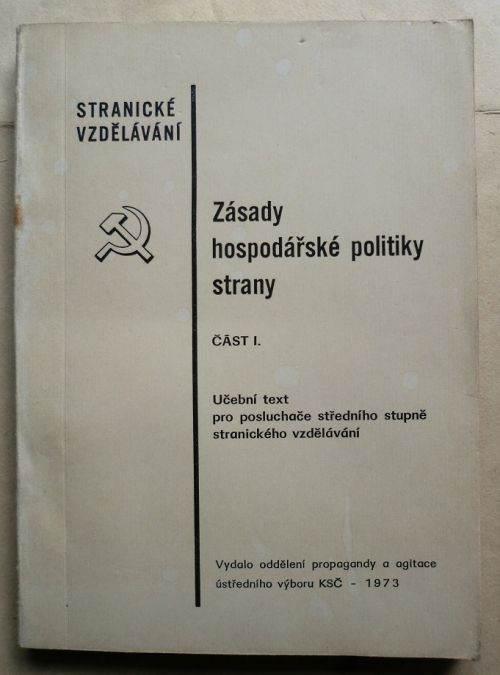 STRANICKÉ
VZDĚLÁVÁNÍ
Zásady
hospodářské politiky
strany
ČÁST I.
Učební text
pro posluchače středního stupně
stranického vzdělávání
Vydalo oddělení propagandy a agitace
ústředního výboru KSČ - 1973